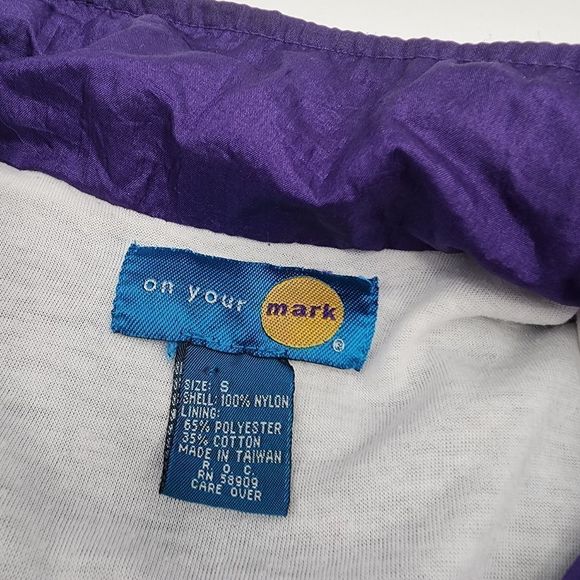 on your mark ®
SIZE: S
SHELL: 100% NYLON
LINING:
65% POLYESTER
35% COTTON
MADE IN TAIWAN
R. O. C.
RN 58909
CARE OVER